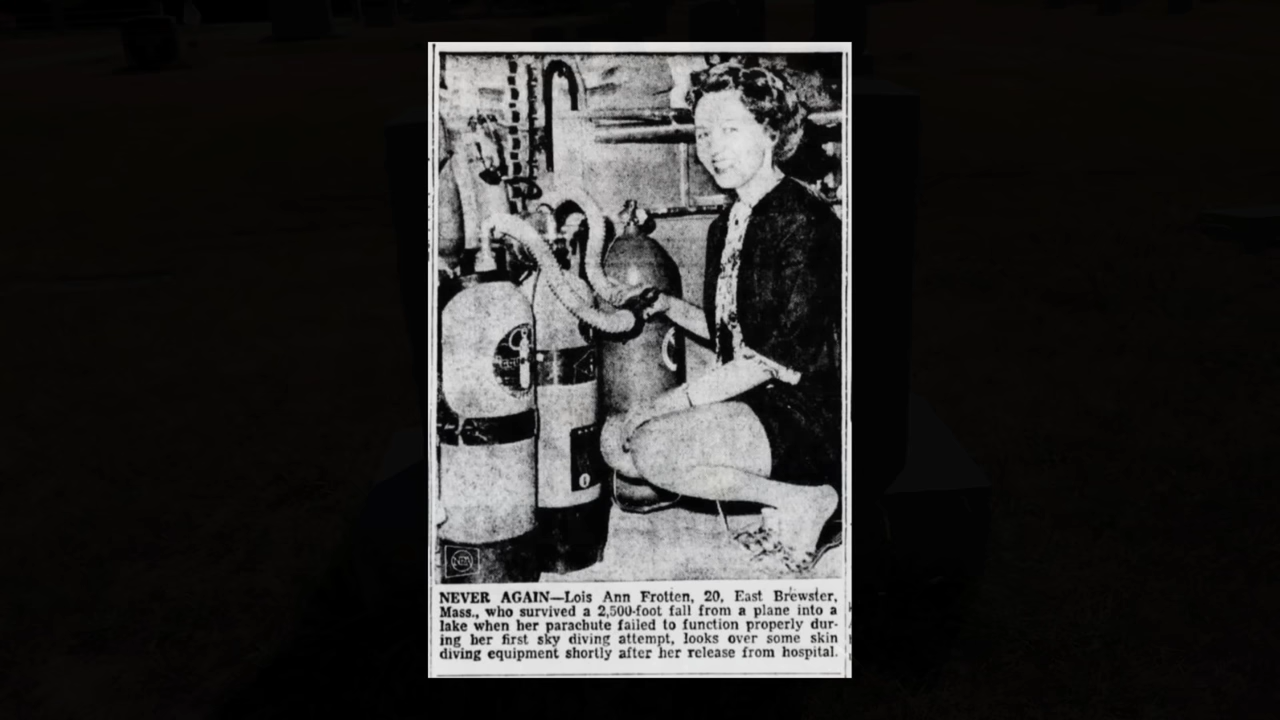 NEVER AGAIN—Lois Ann Frotten, 20, East Brewster,
Mass., who survived a 2,500-foot fall from a plane into a
lake when her parachute failed to function properly dur-
ing her first sky diving attempt, looks over some skin
diving equipment shortly after her release from hospital.